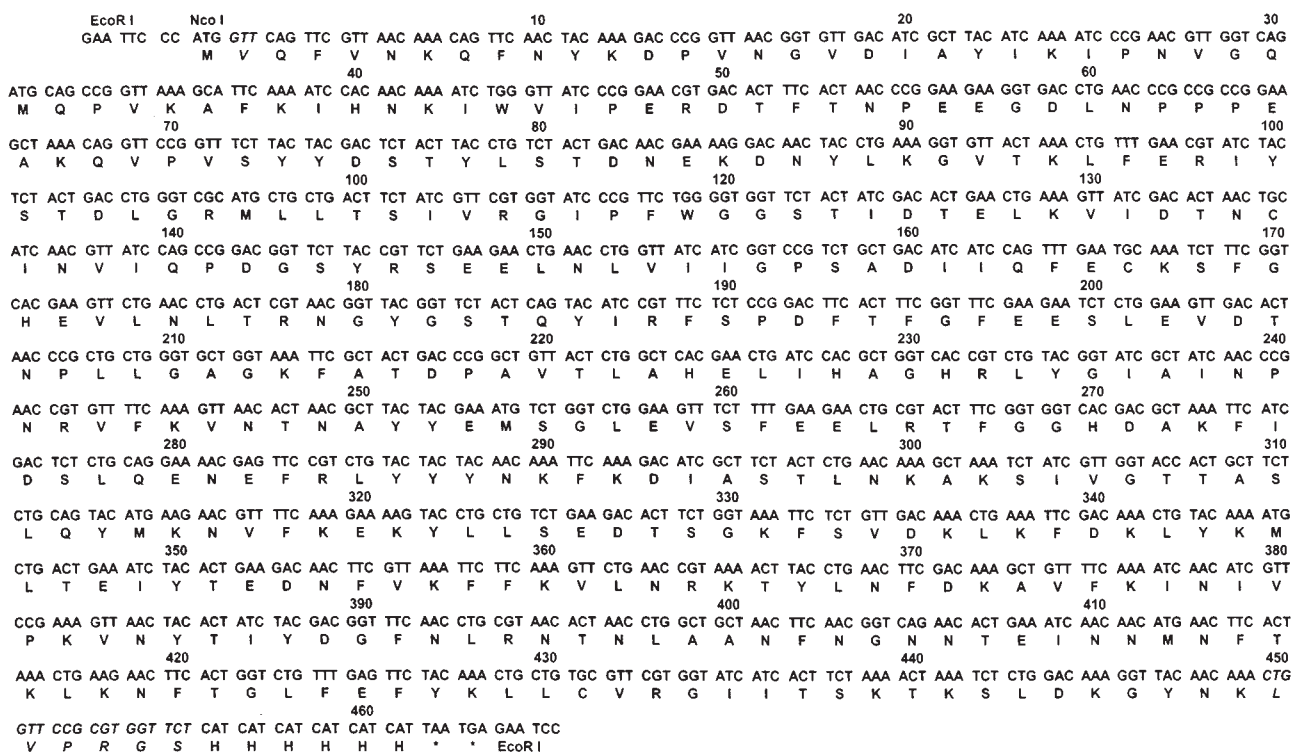 EcoR I Nco I 10 20 30
GAA TTC CC ATG GTT CAG TTC GTT AAC AAA CAG TTC AAC TAC AAA GAC CCG GTT AAC GGT GTT GAC ATC GCT TAC ATC AAA ATC CCG AAC GTT GGT CAG
M V Q F V N K Q F N Y K D P V N G V D I A Y I K I P N V G Q
40 50 60
ATG CAG CCG GTT AAA GCA TTC AAA ATC CAC AAC AAA ATC TGG GTT ATC CCG GAA CGT GAC ACT TTC ACT AAC CCG GAA GAA GGT GAC CTG AAC CCG CCG CCG GAA
M Q P V K A F K I H N K I W V I P E R D T F T N P E E G D L N P P P E
70 80 90 100
GCT AAA CAG GTT CCG GTT TCT TAC TAC GAC TCT ACT TAC CTG TCT ACT GAC AAC GAA AAG GAC AAC TAC CTG AAA GGT GTT ACT AAA CTG TTT GAA CGT ATC TAC
A K Q V P V S Y Y D S T Y L S T D N E K D N Y L K G V T K L F E R I Y
100 120 130
TCT ACT GAC CTG GGT CGC ATG CTG CTG ACT TCT ATC GTT CGT GGT ATC CCG TTC TGG GGT GGT TCT ACT ATC GAC ACT GAA CTG AAA GTT ATC GAC ACT AAC TGC
S T D L G R M L L T S I V R G I P F W G G S T I D T E L K V I D T N C
140 150 160 170
ATC AAC GTT ATC CAG CCG GAC GGT TCT TAC CGT TCT GAA GAA CTG AAC CTG GTT ATC ATC GGT CCG TCT GCT GAC ATC ATC CAG TTT GAA TGC AAA TCT TTC GGT
I N V I Q P D G S Y R S E E L N L V I I G P S A D I I Q F E C K S F G
180 190 200
CAC GAA GTT CTG AAC CTG ACT CGT AAC GGT TAC GGT TCT ACT CAG TAC ATC CGT TTC TCT CCG GAC TTC ACT TTC GGT TTC GAA GAA TCT CTG GAA GTT GAC ACT
H E V L N L T R N G Y G S T Q Y I R F S P D F T F G F E E S L E V D T
210 220 230 240
AAC CCG CTG CTG GGT GCT GGT AAA TTC GCT ACT GAC CCG GCT GTT ACT CTG GCT CAC GAA CTG ATC CAC GCT GGT CAC CGT CTG TAC GGT ATC GCT ATC AAC CCG
N P L L G A G K F A T D P A V T L A H E L I H A G H R L Y G I A I N P
250 260 270
AAC CGT GTT TTC AAA GTT AAC ACT AAC GCT TAC TAC GAA ATG TCT GGT CTG GAA GTT TCT TTT GAA GAA CTG CGT ACT TTC GGT GGT CAC GAC GCT AAA TTC ATC
N R V F K V N T N A Y Y E M S G L E V S F E E L R T F G G H D A K F I
280 290 300 310
GAC TCT CTG CAG GAA AAC GAG TTC CGT CTG TAC TAC TAC AAC AAA TTC AAA GAC ATC GCT TCT ACT CTG AAC AAA GCT AAA TCT ATC GTT GGT ACC ACT GCT TCT
D S L Q E N E F R L Y Y Y N K F K D I A S T L N K A K S I V G T T A S
320 330 340
CTG CAG TAC ATG AAG AAC GTT TTC AAA GAA AAG TAC CTG CTG TCT GAA GAC ACT TCT GGT AAA TTC TCT GTT GAC AAA CTG AAA TTC GAC AAA CTG TAC AAA ATG
L Q Y M K N V F K E K Y L L S E D T S G K F S V D K L K F D K L Y K M
350 360 370 380
CTG ACT GAA ATC TAC ACT GAA GAC AAC TTC GTT AAA TTC TTC AAA GTT CTG AAC CGT AAA ACT TAC CTG AAC TTC GAC AAA GCT GTT TTC AAA ATC AAC ATC GTT
L T E I Y T E D N F V K F F K V L N R K T Y L N F D K A V F K I N I V
390 400 410
CCG AAA GTT AAC TAC ACT ATC TAC GAC GGT TTC AAC CTG CGT AAC ACT AAC CTG GCT GCT AAC TTC AAC GGT CAG AAC ACT GAA ATC AAC AAC ATG AAC TTC ACT
P K V N Y T I Y D G F N L R N T N L A A N F N G N N T E I N N M N F T
420 430 440 450
AAA CTG AAG AAC TTC ACT GGT CTG TTT GAG TTC TAC AAA CTG CTG TGC GTT CGT GGT ATC ATC ACT TCT AAA ACT AAA TCT CTG GAC AAA GGT TAC AAC AAA CTG
K L K N F T G L F E F Y K L L C V R G I I T S K T K S L D K G Y N K L
460
GTT CCG CGT GGT TCT CAT CAT CAT CAT CAT CAT TAA TGA GAA TCC
V P R G S H H H H H H * * EcoR I